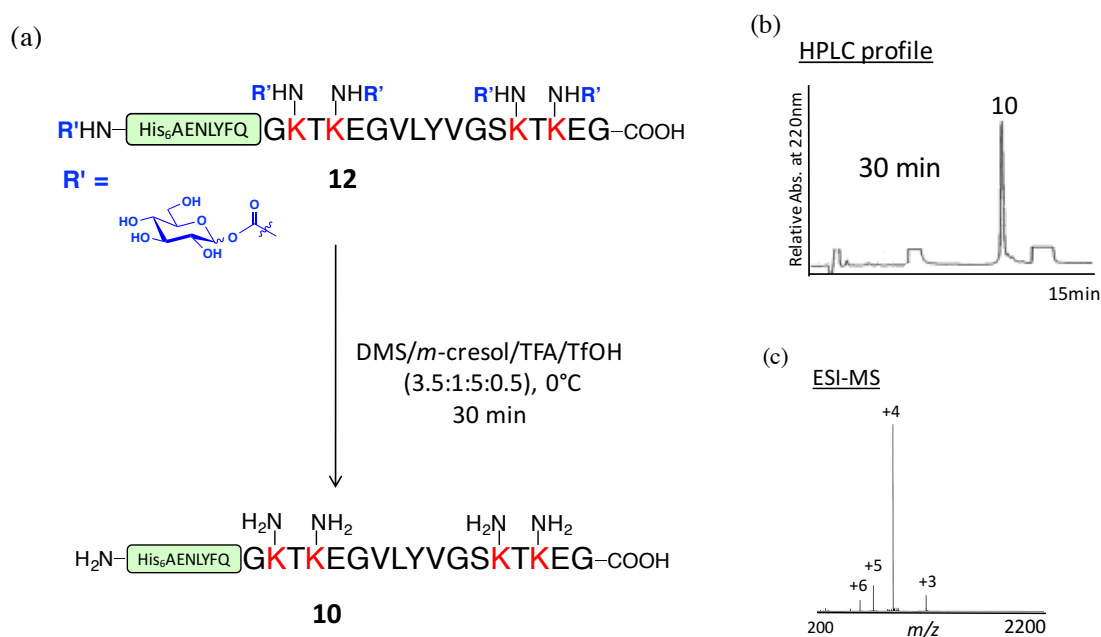 (a)
R'HN NHR' R'HN NHR'
R'HN– His₆AENLYFQ GKTKEGVLYVGSKTKEG–COOH
R' =
12
OH
HO
O
O
HO
OH
O
DMS/m-cresol/TFA/TfOH
(3.5:1:5:0.5), 0°C
30 min
H₂N NH₂ H₂N NH₂
H₂N– His₆AENLYFQ GKTKEGVLYVGSKTKEG–COOH
10
(b)
HPLC profile
Relative Abs. at 220nm
10
30 min
15min
(c)
ESI-MS
+4
+5
+6
+3
200 m/z 2200